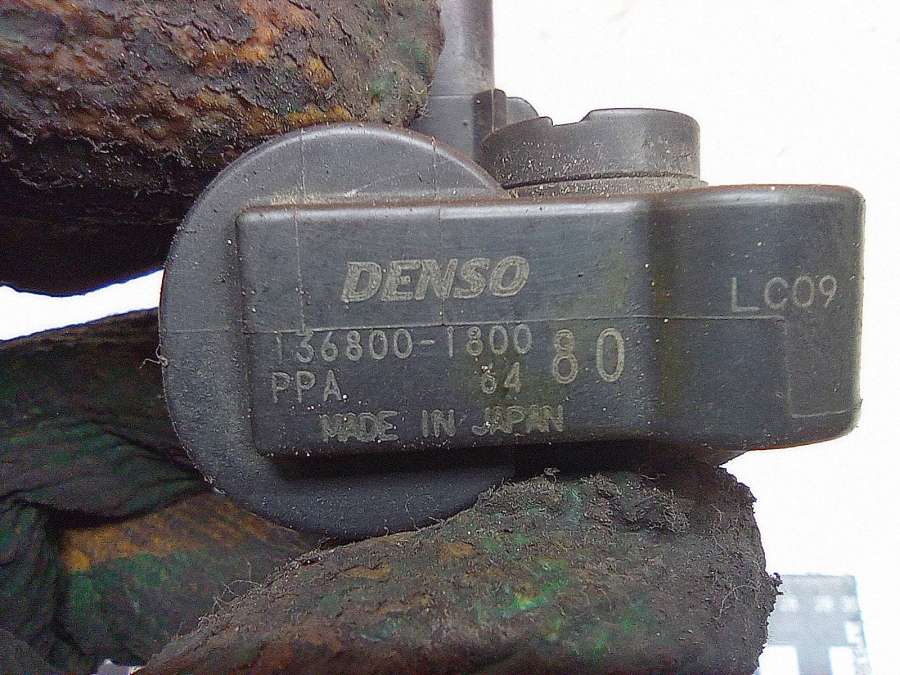 DENSO
LC09
136800-1800 80
PPA 64
MADE IN JAPAN